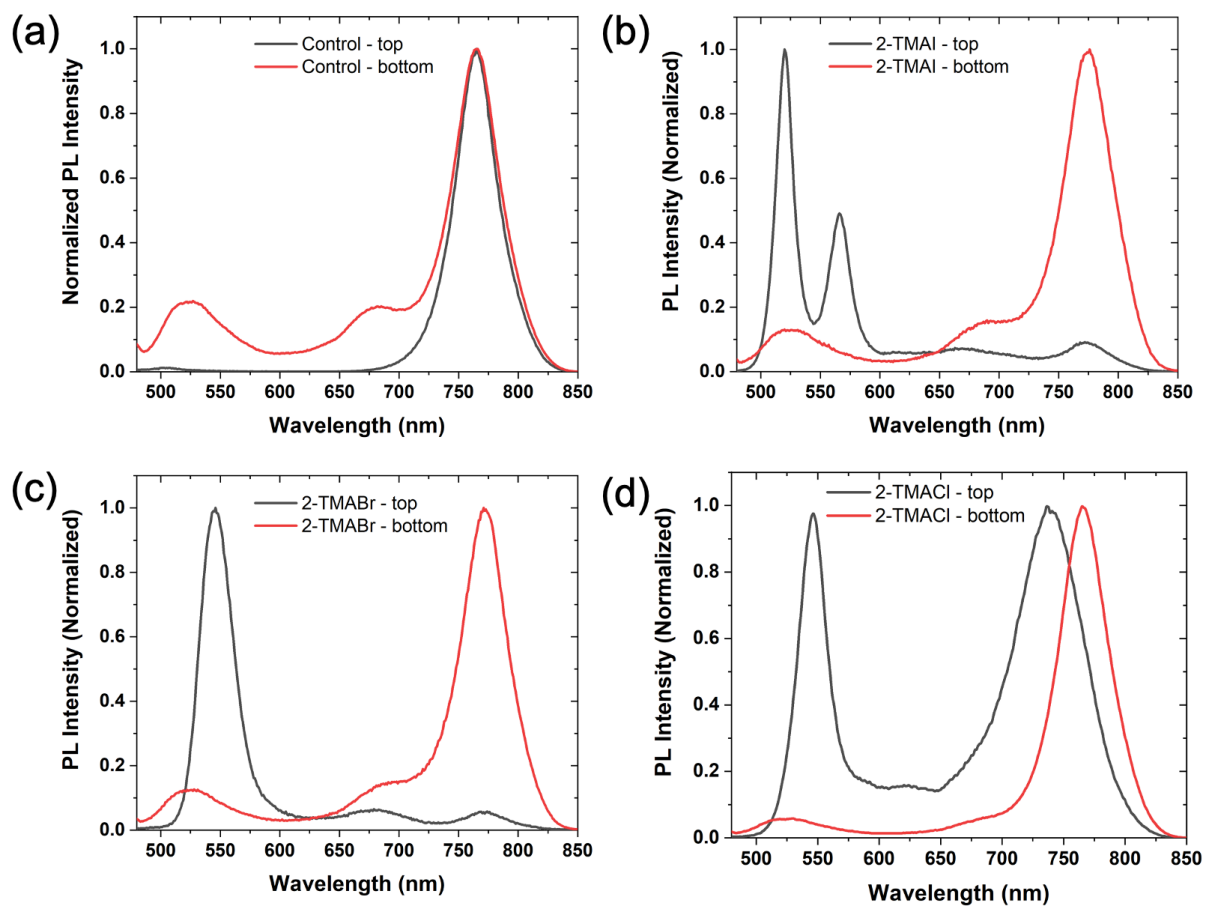 (a)
Control - top
Control - bottom
Normalized PL Intensity
1.0
0.8
0.6
0.4
0.2
0.0
500 550 600 650 700 750 800 850
Wavelength (nm)
(b)
2-TMAI - top
2-TMAI - bottom
PL Intensity (Normalized)
1.0
0.8
0.6
0.4
0.2
0.0
500 550 600 650 700 750 800 850
Wavelength (nm)
(c)
2-TMABr - top
2-TMABr - bottom
PL Intensity (Normalized)
1.0
0.8
0.6
0.4
0.2
0.0
500 550 600 650 700 750 800 850
Wavelength (nm)
(d)
2-TMACl - top
2-TMACl - bottom
PL Intensity (Normalized)
1.0
0.8
0.6
0.4
0.2
0.0
500 550 600 650 700 750 800 850
Wavelength (nm)